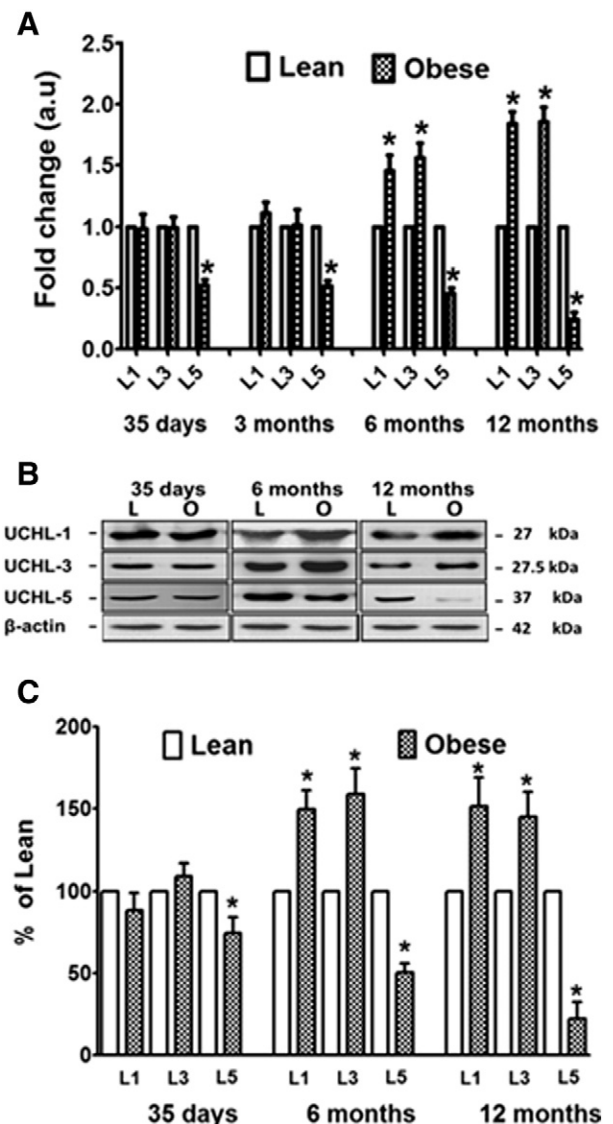 A
Fold change (a.u)
2.5
2.0
1.5
1.0
0.5
0.0
Lean Obese
* * * * * * * *
L1 L3 L5 L1 L3 L5 L1 L3 L5 L1 L3 L5
35 days 3 months 6 months 12 months
B
35 days 6 months 12 months
L O L O L O
UCHL-1 - - 27 kDa
UCHL-3 - - 27.5 kDa
UCHL-5 - - 37 kDa
β-actin - - 42 kDa
C
% of Lean
200
150
100
50
0
Lean Obese
* * * * * * *
L1 L3 L5 L1 L3 L5 L1 L3 L5
35 days 6 months 12 months